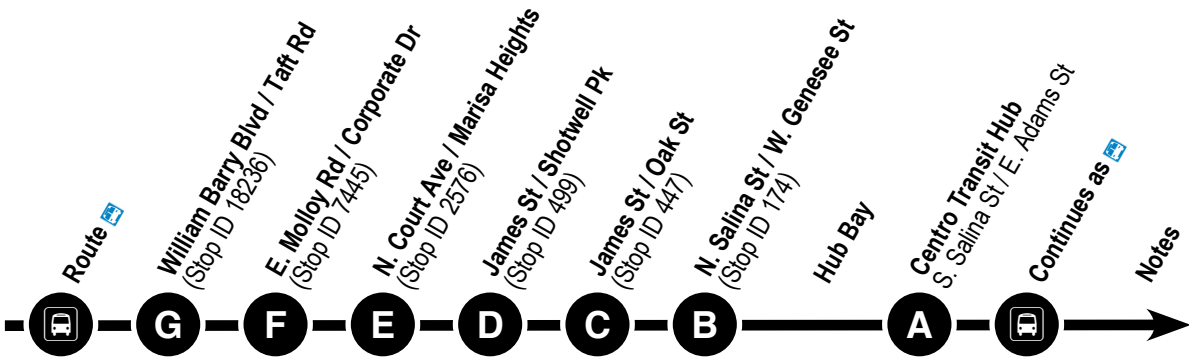 Route
William Barry Blvd / Taft Rd
(Stop ID 18236)
E. Molloy Rd / Corporate Dr
(Stop ID 7445)
N. Court Ave / Marisa Heights
(Stop ID 2576)
James St / Shotwell Pk
(Stop ID 499)
James St / Oak St
(Stop ID 447)
N. Salina St / W. Genesee St
(Stop ID 174)
Hub Bay
Centro Transit Hub
S. Salina St / E. Adams St
Continues as
Notes
G
F
E
D
C
B
A